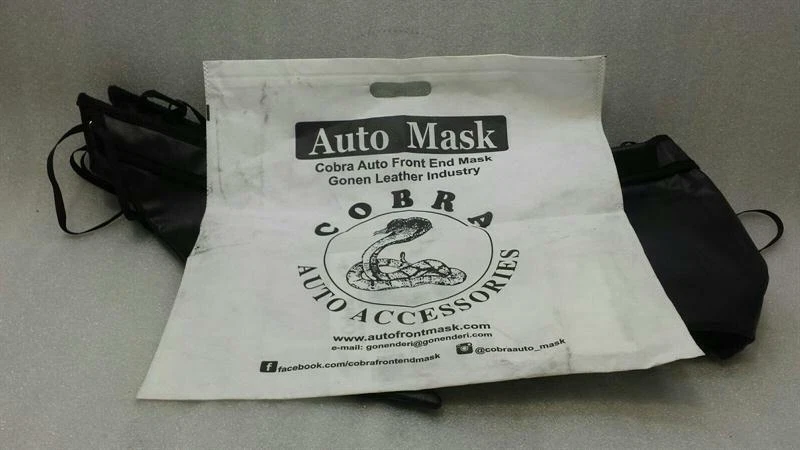 Auto Mask
Cobra Auto Front End Mask
Gonen Leather Industry
COBRA
AUTO ACCESSORIES
www.autofrontmask.com
e-mail: gonenderi@gonenderi.com
facebook.com/cobrafrontendmask
@cobraauto_mask